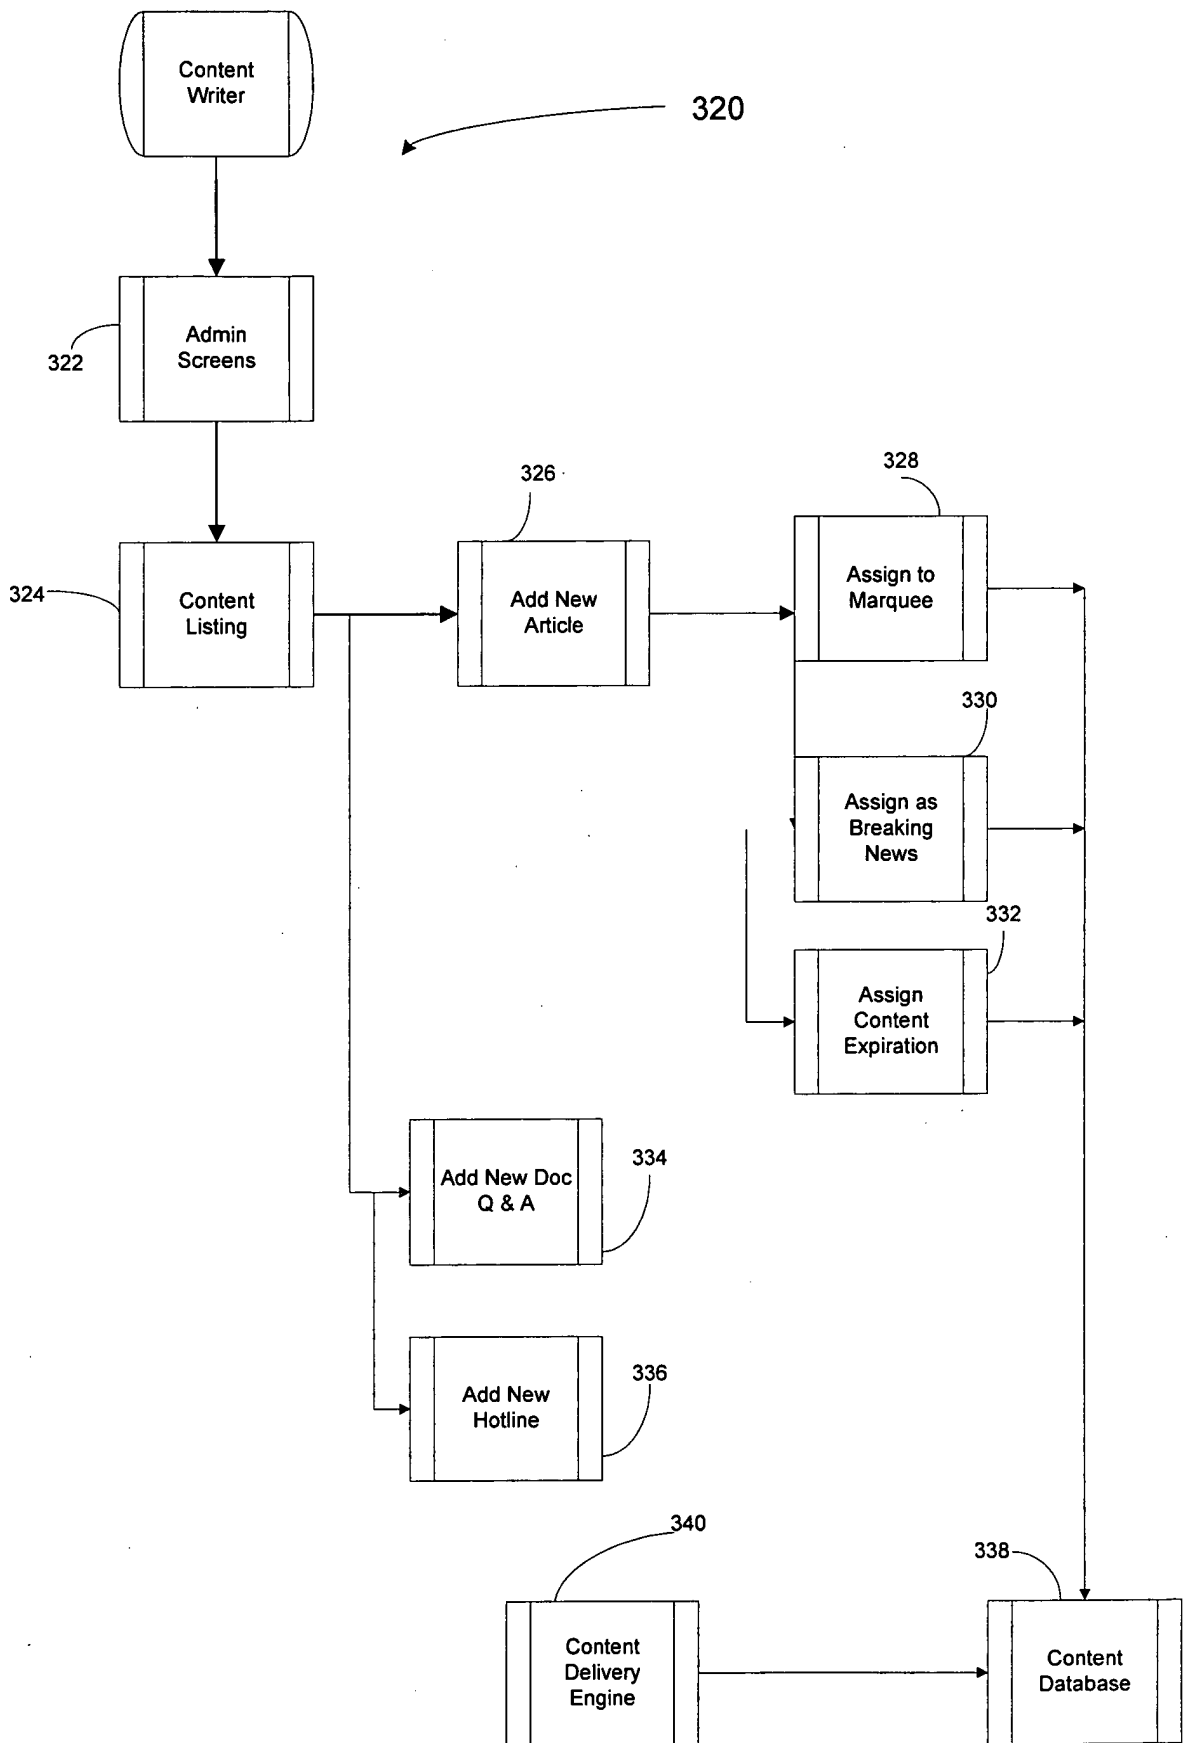 Content
Writer
320
Admin
Screens
322
326
328
324
Content
Listing
Add New
Article
Assign to
Marquee
330
Assign as
Breaking
News
332
Assign
Content
Expiration
Add New Doc
Q & A
334
Add New
Hotline
336
340
338
Content
Delivery
Engine
Content
Database